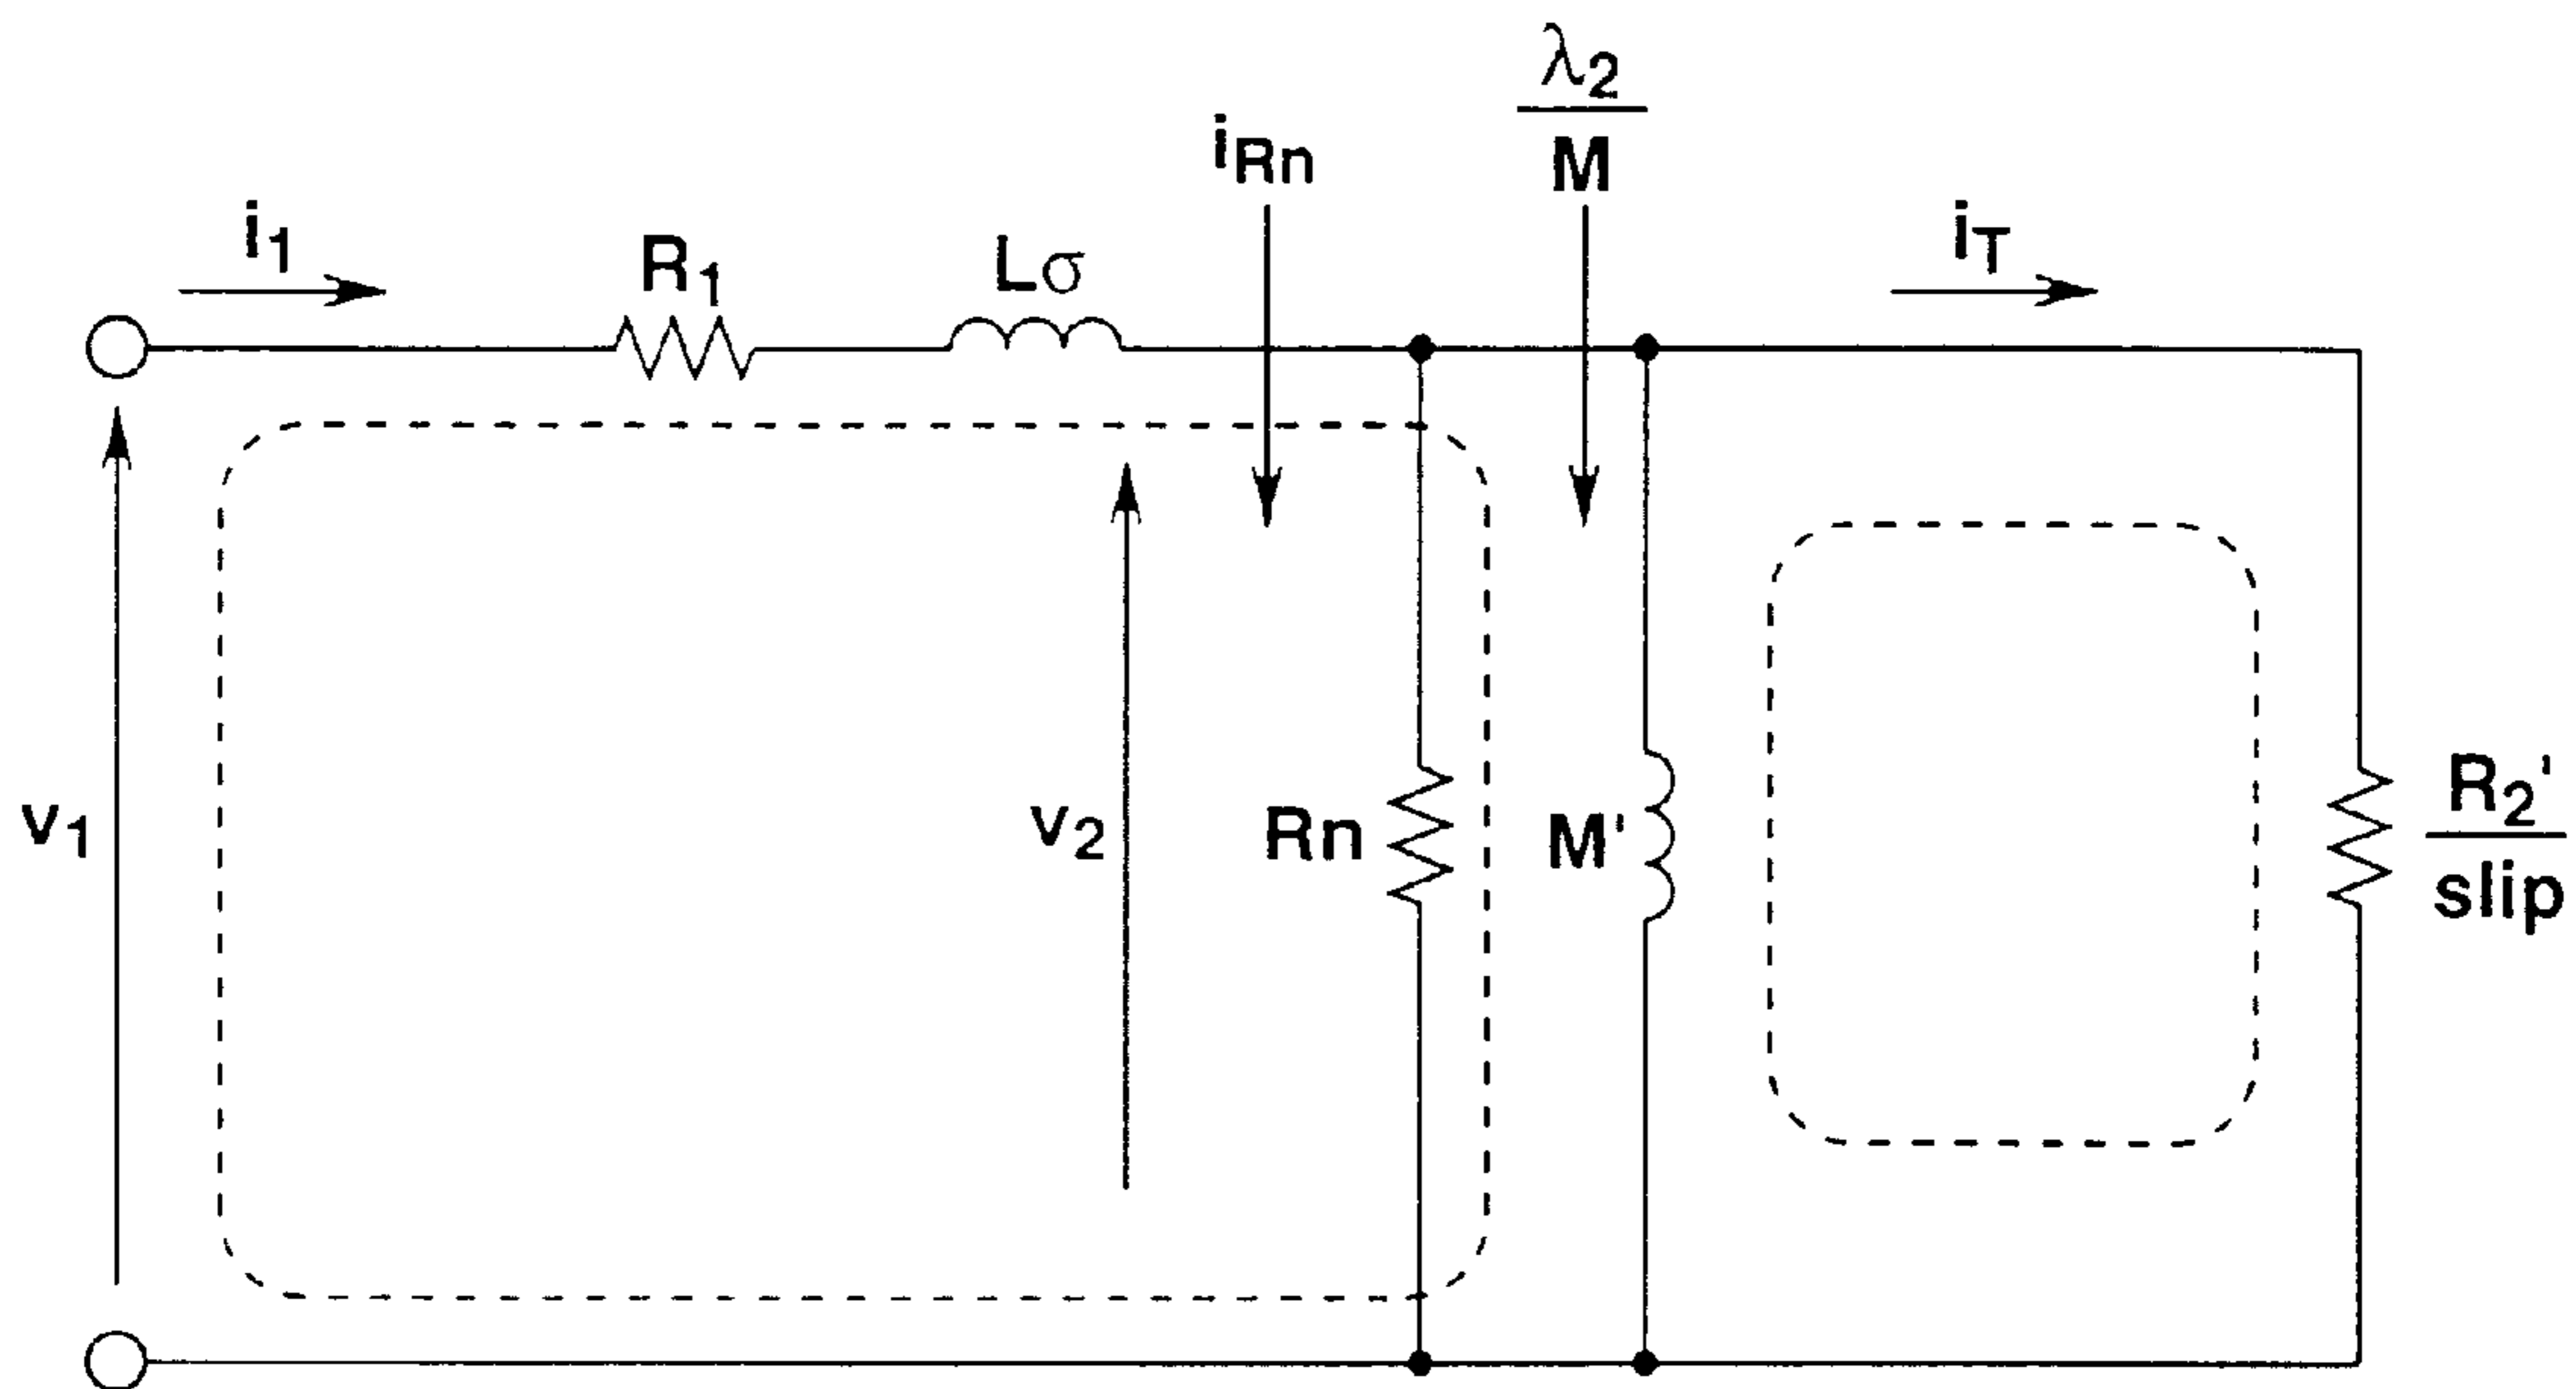 λ₂
M
iRn
i₁
R₁
Lσ
iT
v₁
v₂
Rn
M'
R₂'
slip